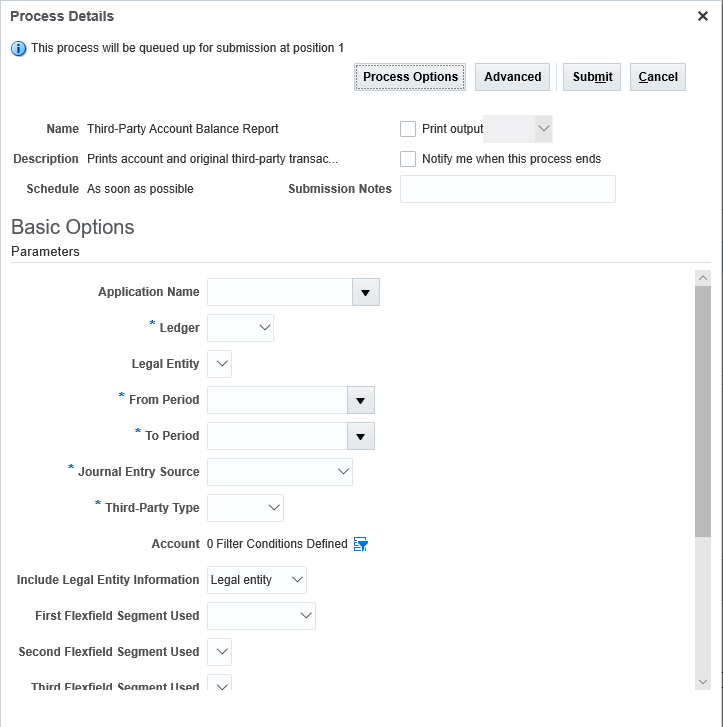 Process Details
This process will be queued up for submission at position 1
Process Options Advanced Submit Cancel
Name Third-Party Account Balance Report Print output
Description Prints account and original third-party transac... Notify me when this process ends
Schedule As soon as possible Submission Notes
Basic Options
Parameters
Application Name
* Ledger
Legal Entity
* From Period
* To Period
* Journal Entry Source
* Third-Party Type
Account 0 Filter Conditions Defined
Include Legal Entity Information Legal entity
First Flexfield Segment Used
Second Flexfield Segment Used
Third Flexfield Segment Used